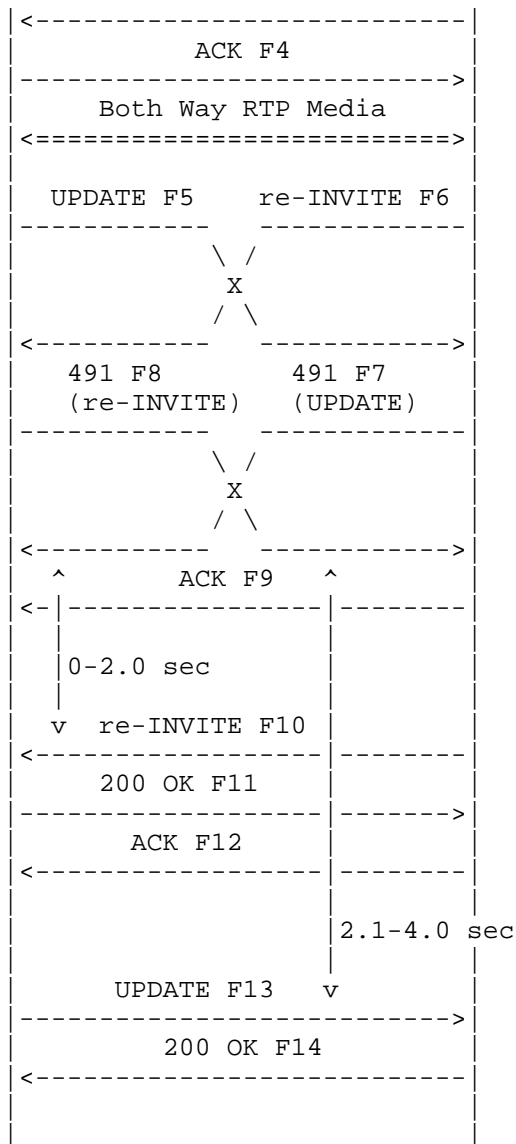 ACK F4
Both Way RTP Media
UPDATE F5 re-INVITE F6
X
491 F8 491 F7
(re-INVITE) (UPDATE)
X
ACK F9
0-2.0 sec
v re-INVITE F10
200 OK F11
ACK F12
2.1-4.0 sec
UPDATE F13 v
200 OK F14